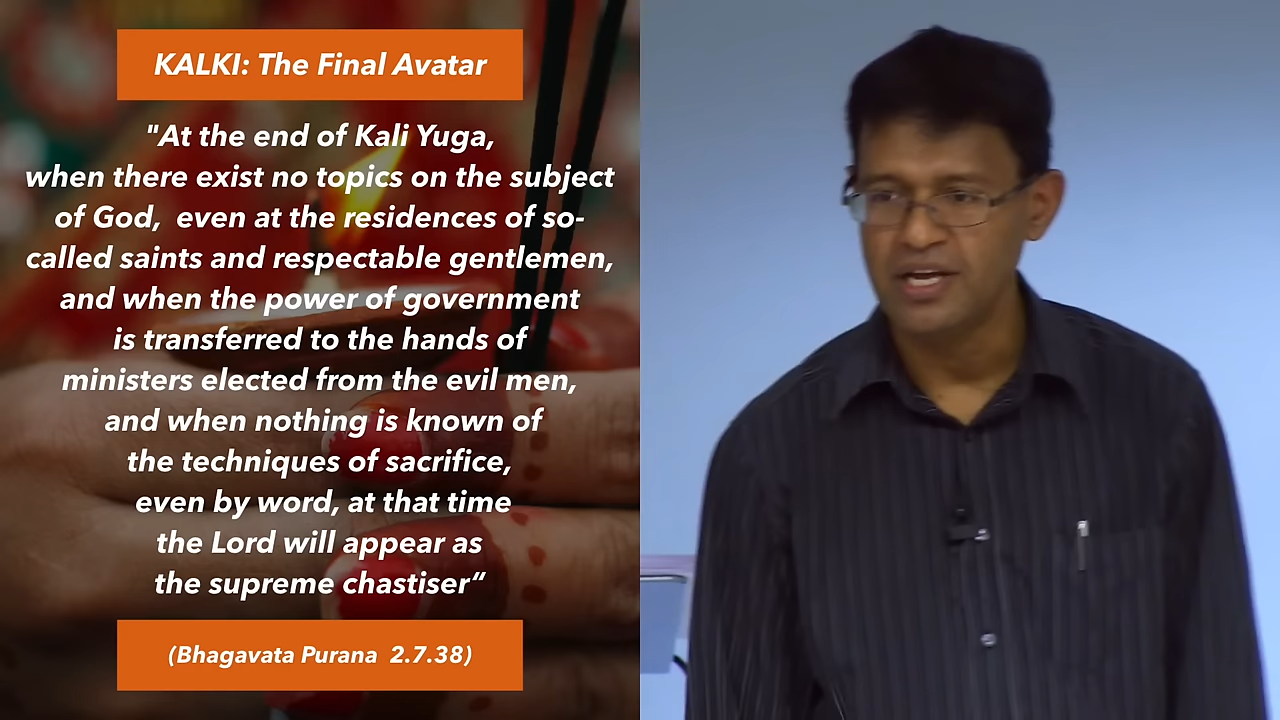 KALKI: The Final Avatar
"At the end of Kali Yuga,
when there exist no topics on the subject
of God,  even at the residences of so-
called saints and respectable gentlemen,
and when the power of government
is transferred to the hands of
ministers elected from the evil men,
and when nothing is known of
the techniques of sacrifice,
even by word, at that time
the Lord will appear as
the supreme chastiser“
(Bhagavata Purana  2.7.38)